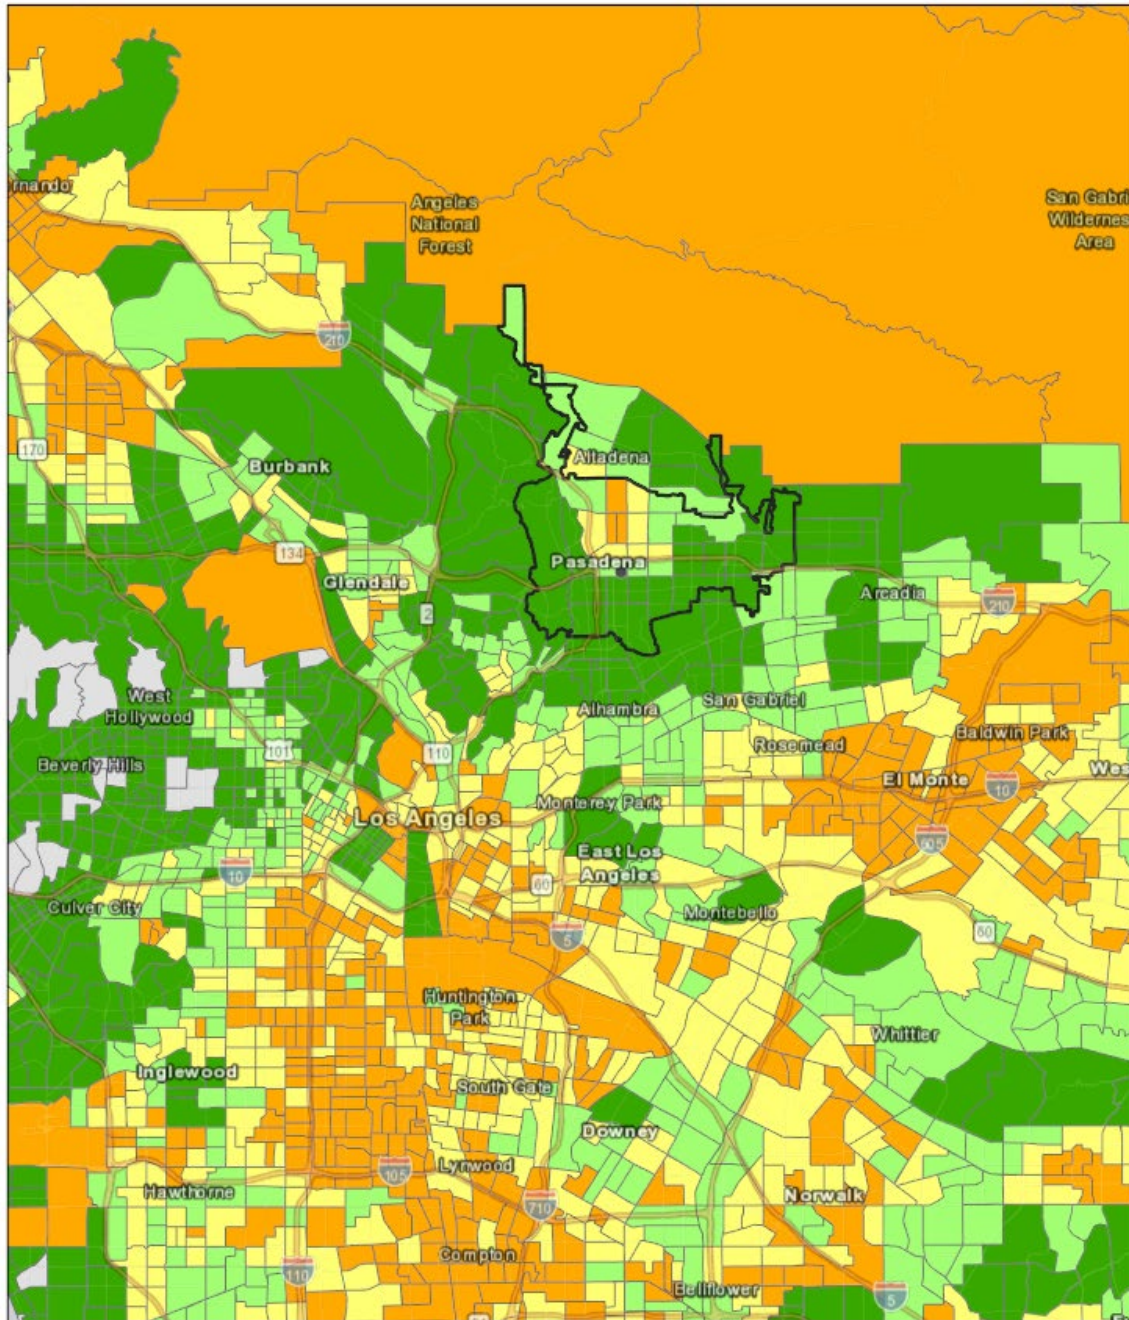 rnando
Angeles
National
Forest
San Gabri
Wildernes
Area
210
170
Burbank
Altadena
134
Glendale
Pasadena
2
Arcadia
210
West
Hollywood
Alhambra
San Gabriel
101
110
Rosemead
Baldwin Park
Beverly Hills
El Monte
Wes
10
Los Angeles
Monterey Park
605
East Los
Angeles
10
60
Culver City
Montebello
5
60
Huntington
Park
Whittier
Inglewood
South Gate
Downey
Lynwood
105
Hawthorne
710
Norwalk
Compton
110
Bellflower
5